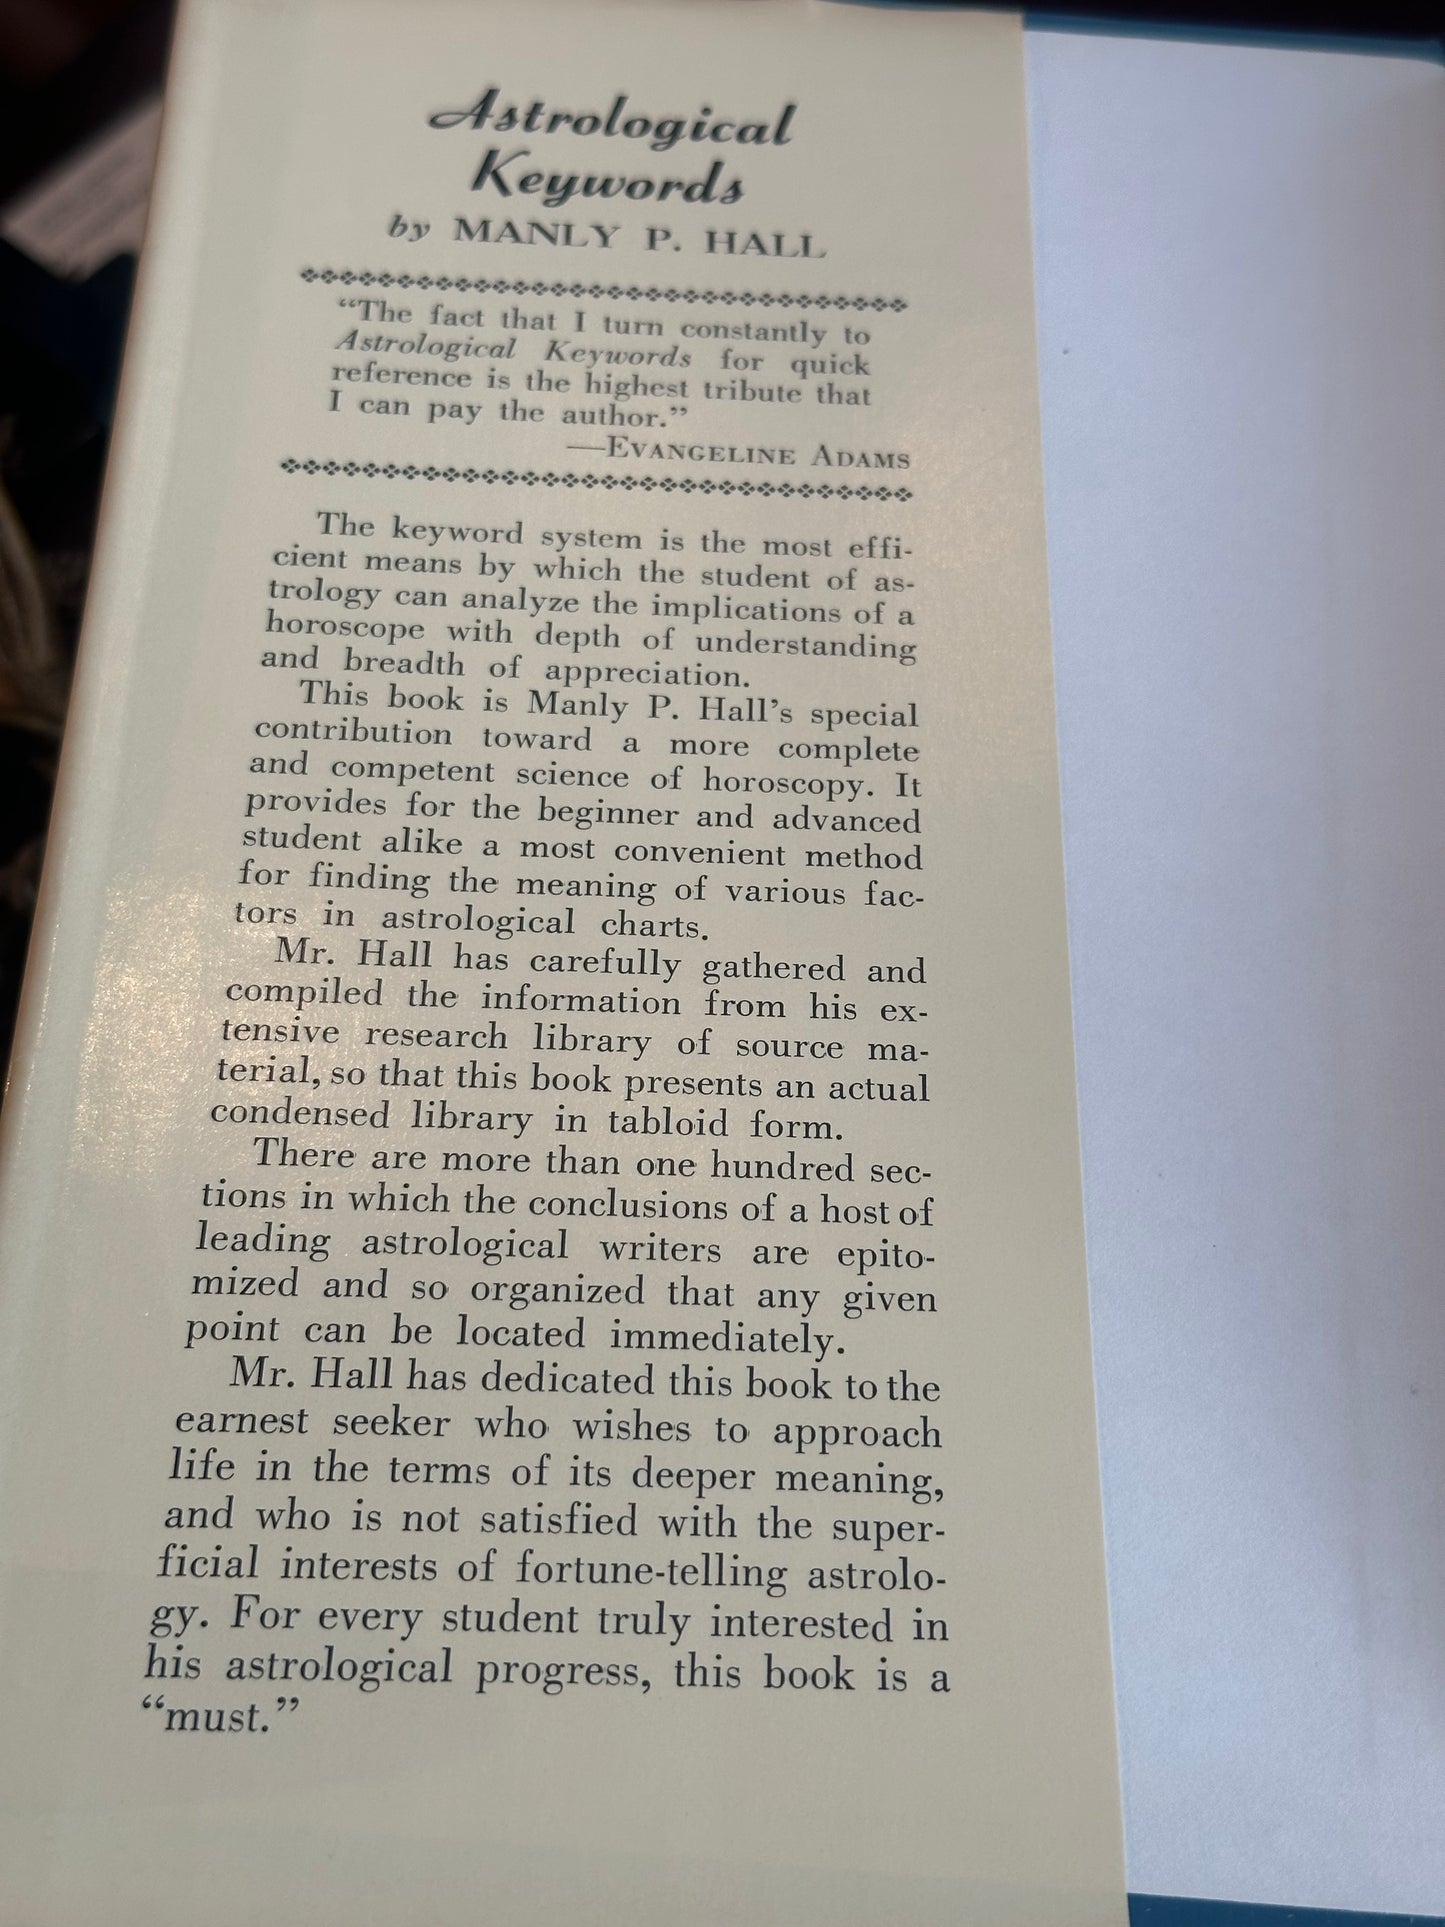 Astrological
Keywords
by MANLY P. HALL
“The fact that I turn constantly to
Astrological Keywords for quick
reference is the highest tribute that
I can pay the author.”
—EVANGELINE ADAMS
The keyword system is the most effi-
cient means by which the student of as-
trology can analyze the implications of a
horoscope with depth of understanding
and breadth of appreciation.
This book is Manly P. Hall’s special
contribution toward a more complete
and competent science of horoscopy. It
provides for the beginner and advanced
student alike a most convenient method
for finding the meaning of various fac-
tors in astrological charts.
Mr. Hall has carefully gathered and
compiled the information from his ex-
tensive research library of source ma-
terial, so that this book presents an actual
condensed library in tabloid form.
There are more than one hundred sec-
tions in which the conclusions of a host of
leading astrological writers are epito-
mized and so organized that any given
point can be located immediately.
Mr. Hall has dedicated this book to the
earnest seeker who wishes to approach
life in the terms of its deeper meaning,
and who is not satisfied with the super-
ficial interests of fortune-telling astrolo-
gy. For every student truly interested in
his astrological progress, this book is a
“must.”